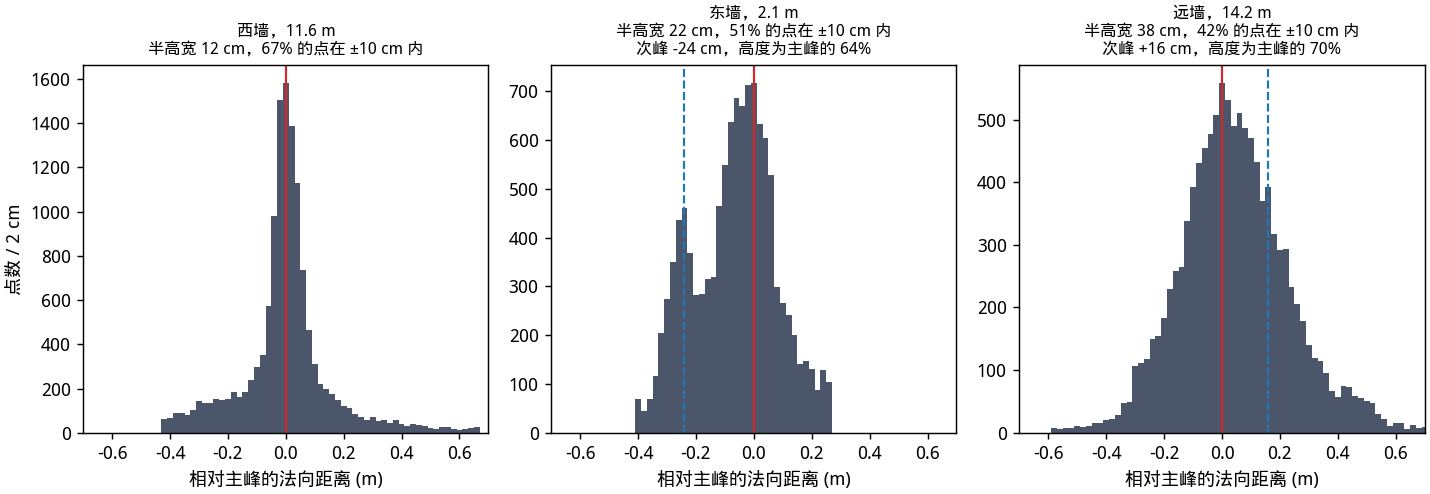 西墙，11.6 m
半高宽 12 cm，67% 的点在 ±10 cm 内
点数 / 2 cm
1600
1400
1200
1000
800
600
400
200
0
-0.6 -0.4 -0.2 0.0 0.2 0.4 0.6
相对主峰的法向距离 (m)
东墙，2.1 m
半高宽 22 cm，51% 的点在 ±10 cm 内
次峰 -24 cm，高度为主峰的 64%
700
600
500
400
300
200
100
0
-0.6 -0.4 -0.2 0.0 0.2 0.4 0.6
相对主峰的法向距离 (m)
远墙，14.2 m
半高宽 38 cm，42% 的点在 ±10 cm 内
次峰 +16 cm，高度为主峰的 70%
500
400
300
200
100
0
-0.6 -0.4 -0.2 0.0 0.2 0.4 0.6
相对主峰的法向距离 (m)